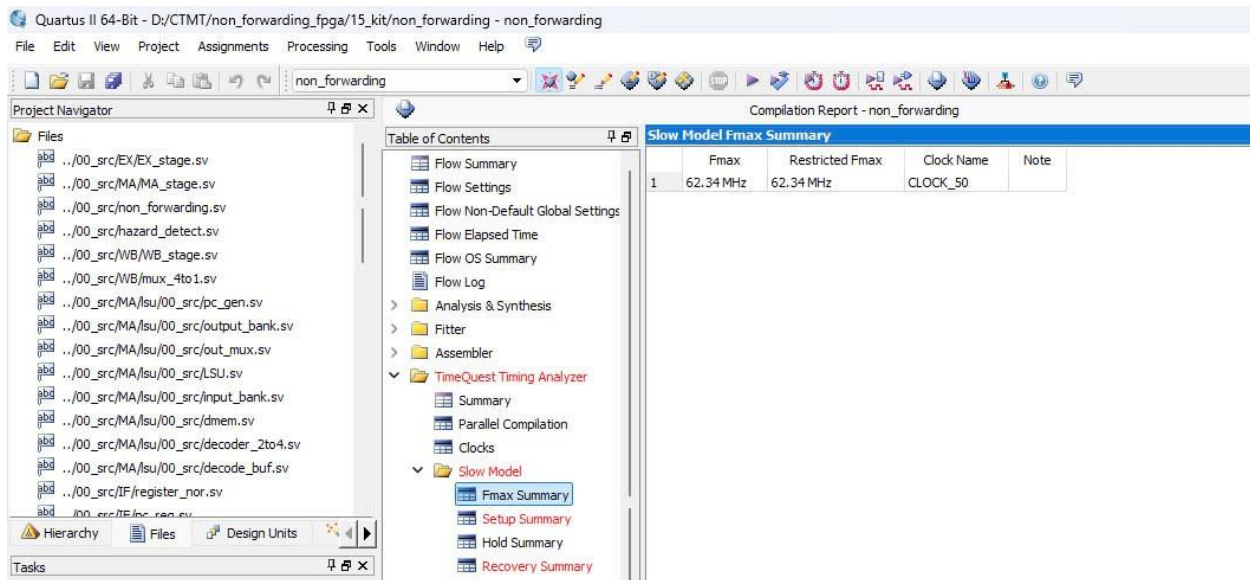 Quartus II 64-Bit - D:/CTMT/non_forwarding_fpga/15_kit/non_forwarding - non_forwarding
File Edit View Project Assignments Processing Tools Window Help
non_forwarding
Project Navigator
Files
../00_src/EX/EX_stage.sv
../00_src/MA/MA_stage.sv
../00_src/non_forwarding.sv
../00_src/hazard_detect.sv
../00_src/WB/WB_stage.sv
../00_src/WB/mux_4to1.sv
../00_src/MA/lsu/00_src/pc_gen.sv
../00_src/MA/lsu/00_src/output_bank.sv
../00_src/MA/lsu/00_src/out_mux.sv
../00_src/MA/lsu/00_src/LSU.sv
../00_src/MA/lsu/00_src/input_bank.sv
../00_src/MA/lsu/00_src/dmem.sv
../00_src/MA/lsu/00_src/decoder_2to4.sv
../00_src/MA/lsu/00_src/decode_buf.sv
../00_src/IF/register_nor.sv
../00_src/IF/pc_reg.sv
Hierarchy Files Design Units
Tasks
Compilation Report - non_forwarding
Table of Contents
Flow Summary
Flow Settings
Flow Non-Default Global Settings
Flow Elapsed Time
Flow OS Summary
Flow Log
Analysis & Synthesis
Fitter
Assembler
TimeQuest Timing Analyzer
Summary
Parallel Compilation
Clocks
Slow Model
Fmax Summary
Setup Summary
Hold Summary
Recovery Summary
Slow Model Fmax Summary
Fmax Restricted Fmax Clock Name Note
1 62.34 MHz 62.34 MHz CLOCK_50